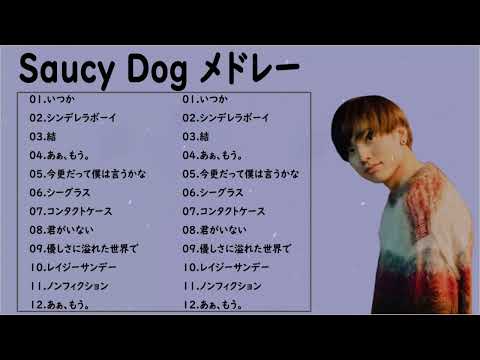 Saucy Dog メドレー
01.いつか
02.シンデレラボーイ
03.結
04.あぁ、もう。
05.今更だって僕は言うかな
06.シーグラス
07.コンタクトケース
08.君がいない
09.優しさに溢れた世界で
10.レイジーサンデー
11.ノンフィクション
12.あぁ、もう。
01.いつか
02.シンデレラボーイ
03.結
04.あぁ、もう。
05.今更だって僕は言うかな
06.シーグラス
07.コンタクトケース
08.君がいない
09.優しさに溢れた世界で
10.レイジーサンデー
11.ノンフィクション
12.あぁ、もう。